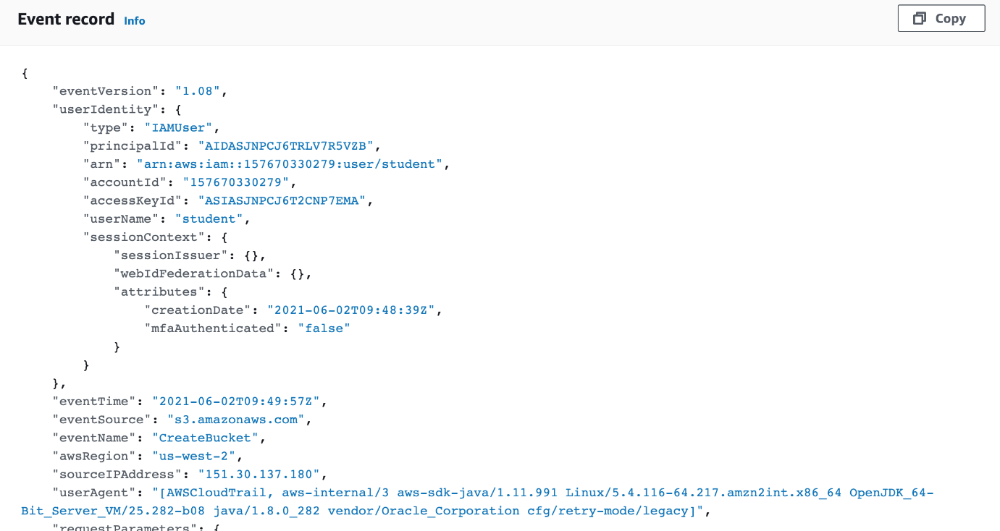 Event record Info
Copy
{
"eventVersion": "1.08",
"userIdentity": {
"type": "IAMUser",
"principalId": "AIDASJNPCJ6TRLV7R5VZB",
"arn": "arn:aws:iam::157670330279:user/student",
"accountId": "157670330279",
"accessKeyId": "ASIASJNPCJ6T2CNP7EMA",
"userName": "student",
"sessionContext": {
"sessionIssuer": {},
"webIdFederationData": {},
"attributes": {
"creationDate": "2021-06-02T09:48:39Z",
"mfaAuthenticated": "false"
}
}
},
"eventTime": "2021-06-02T09:49:57Z",
"eventSource": "s3.amazonaws.com",
"eventName": "CreateBucket",
"awsRegion": "us-west-2",
"sourceIPAddress": "151.30.137.180",
"userAgent": "[AWSCloudTrail, aws-internal/3 aws-sdk-java/1.11.991 Linux/5.4.116-64.217.amzn2int.x86_64 OpenJDK_64-
Bit_Server_VM/25.282-b08 java/1.8.0_282 vendor/Oracle_Corporation cfg/retry-mode/legacy]",
"requestParameters": {